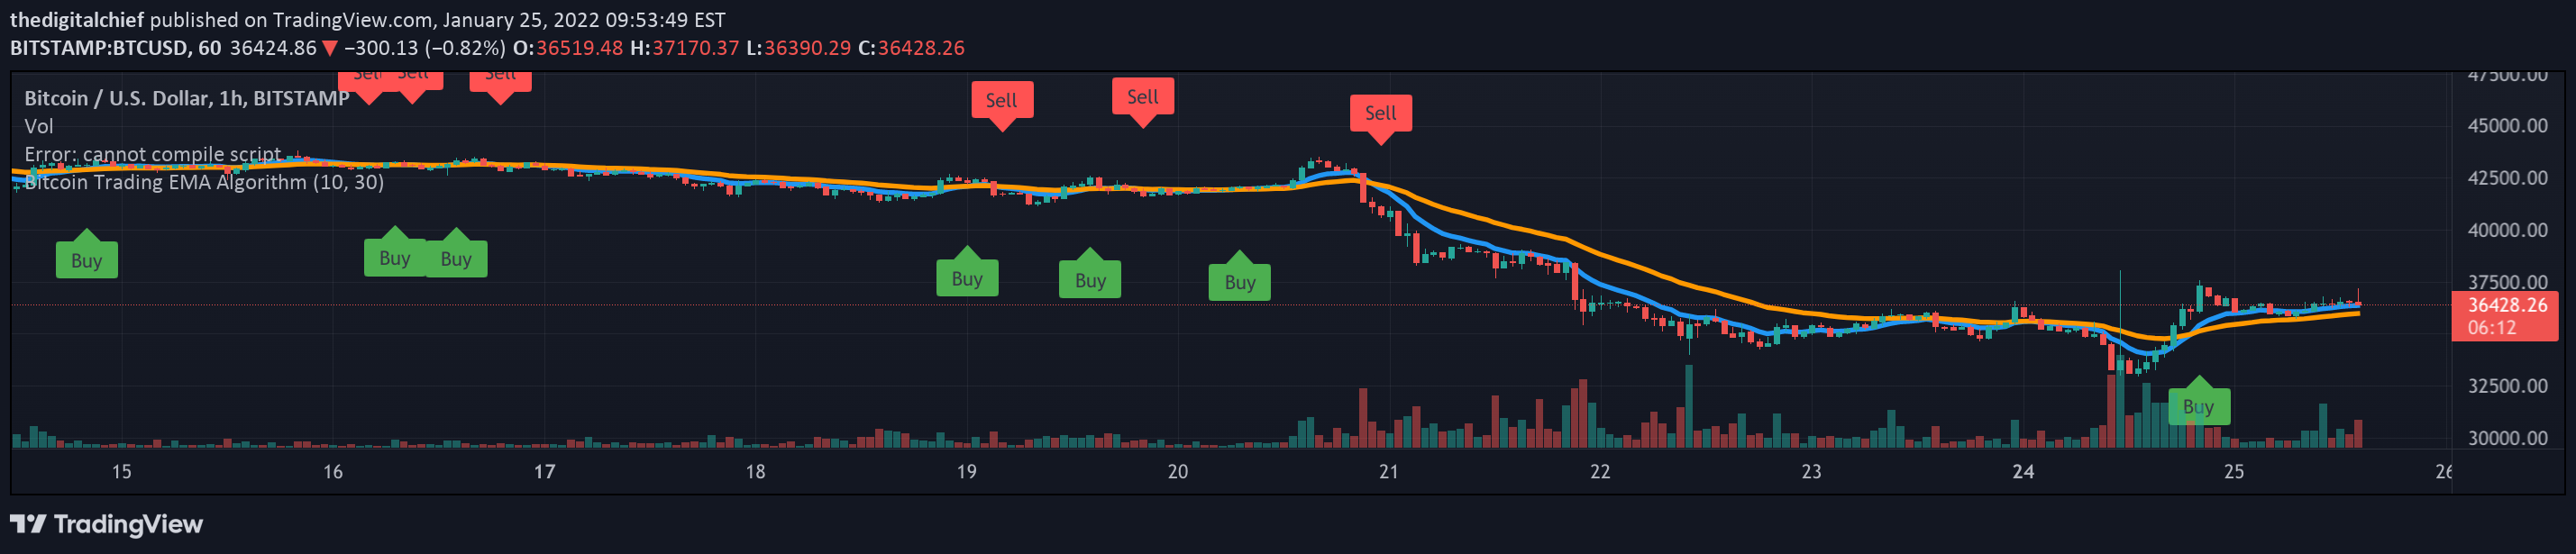 thedigitalchief published on TradingView.com, January 25, 2022 09:53:49 EST
BITSTAMP:BTCUSD, 60 36424.86 ▼ −300.13 (−0.82%) O:36519.48 H:37170.37 L:36390.29 C:36428.26
Sell Sell Sell
47500.00
Bitcoin / U.S. Dollar, 1h, BITSTAMP
Sell Sell Sell
Vol
45000.00
Error: cannot compile script
Bitcoin Trading EMA Algorithm (10, 30)
42500.00
40000.00
Buy Buy Buy Buy Buy Buy
37500.00
36428.26
06:12
32500.00
Buy
30000.00
15 16 17 18 19 20 21 22 23 24 25 26
TradingView